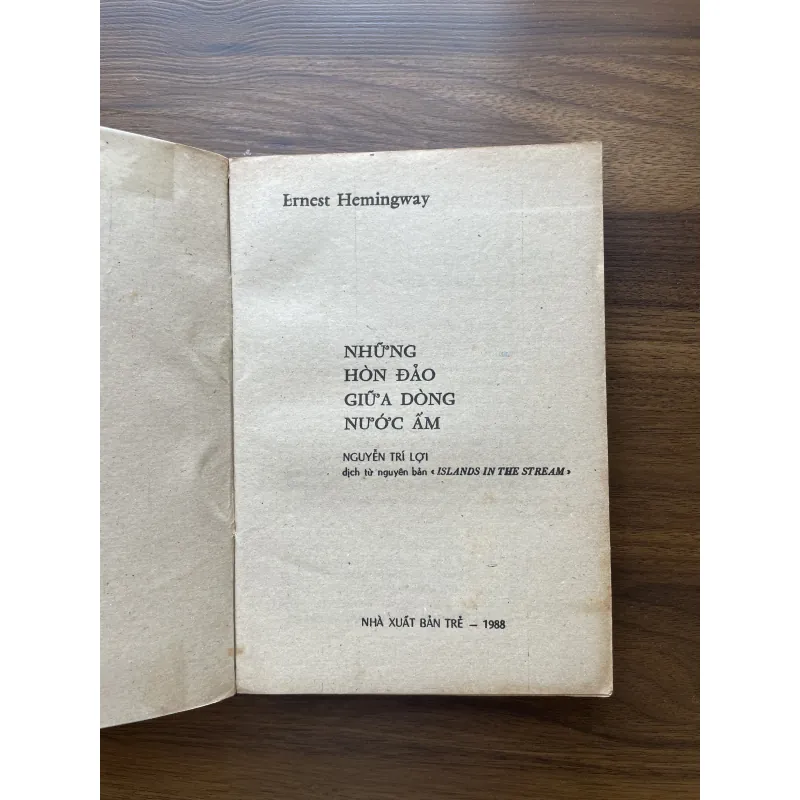 Ernest Hemingway
NHỮNG
HÒN ĐẢO
GIỮA DÒNG
NƯỚC ẤM
NGUYỄN TRÍ LỢI
dịch từ nguyên bản « ISLANDS IN THE STREAM »
NHÀ XUẤT BẢN TRẺ — 1988